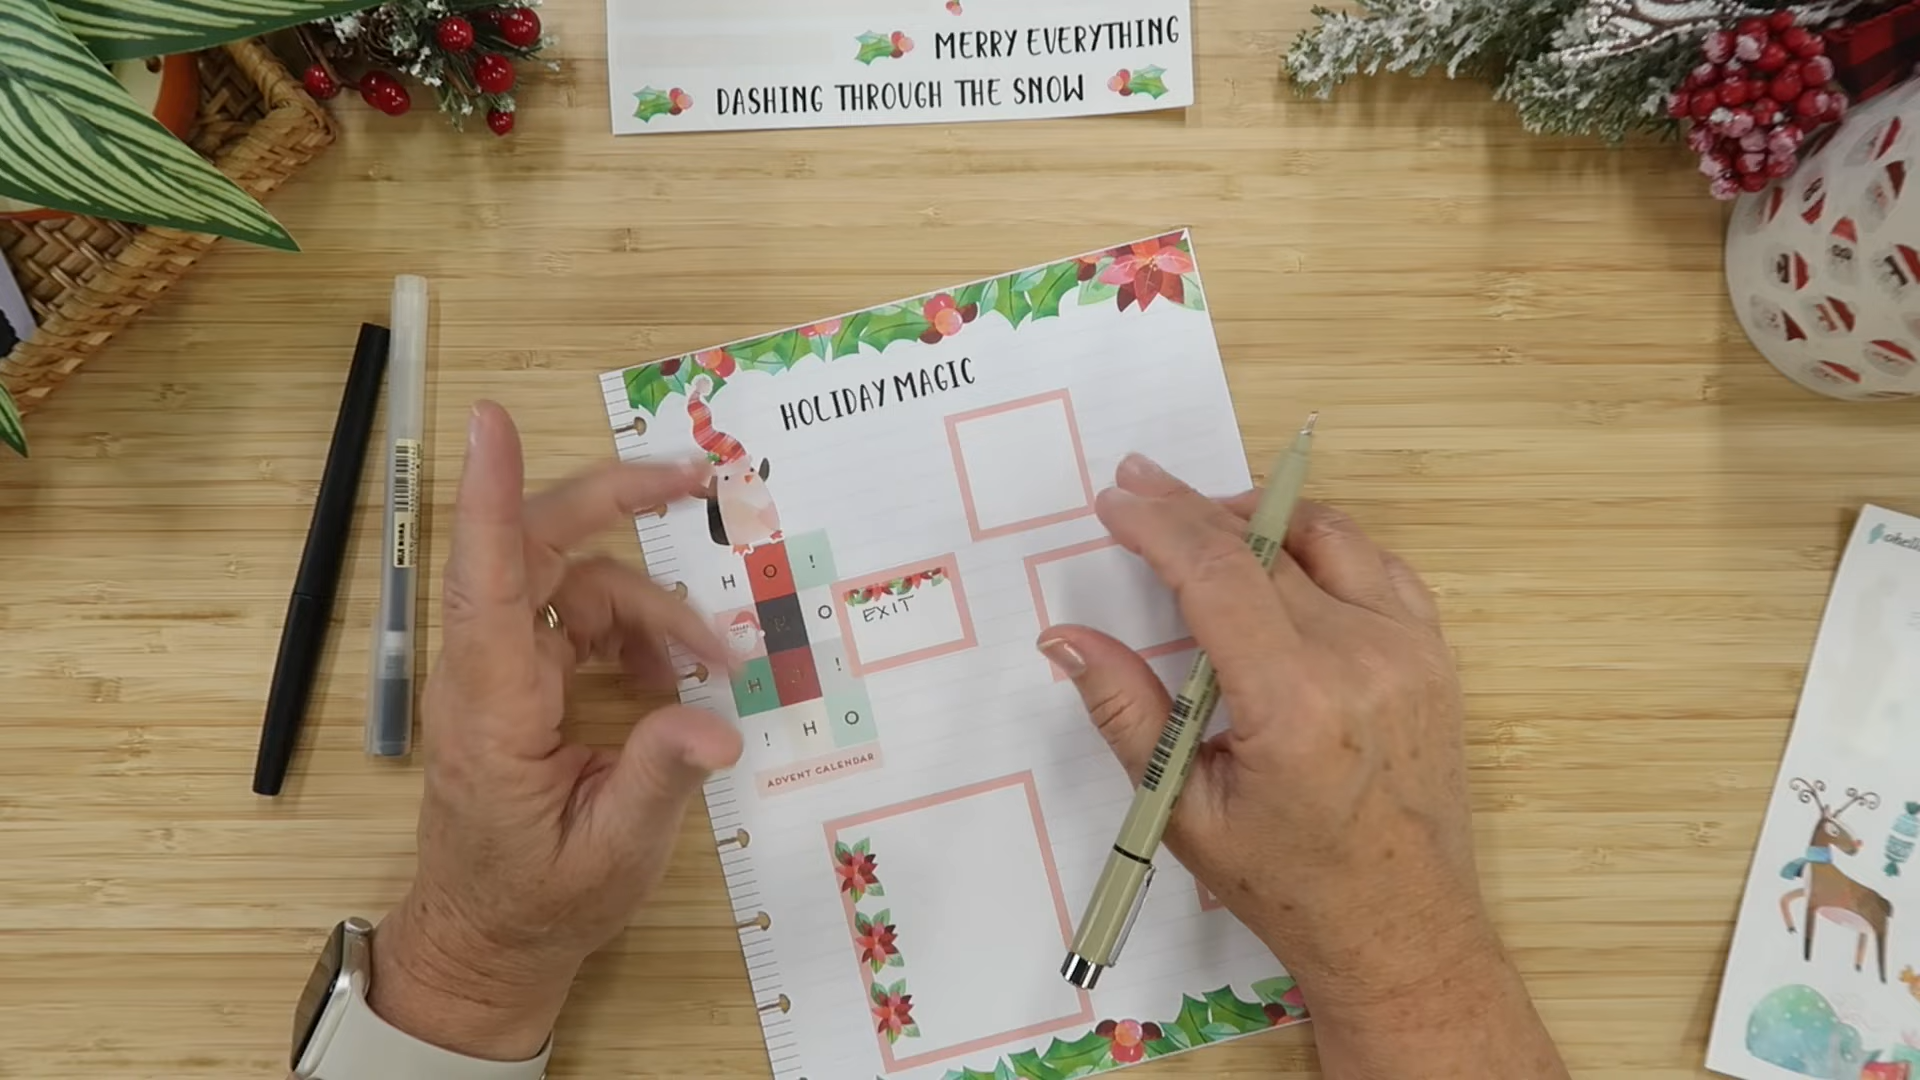 MERRY EVERYTHING
DASHING THROUGH THE SNOW
HOLIDAY MAGIC
H O !
O
EXIT
H !
! H O
ADVENT CALENDAR